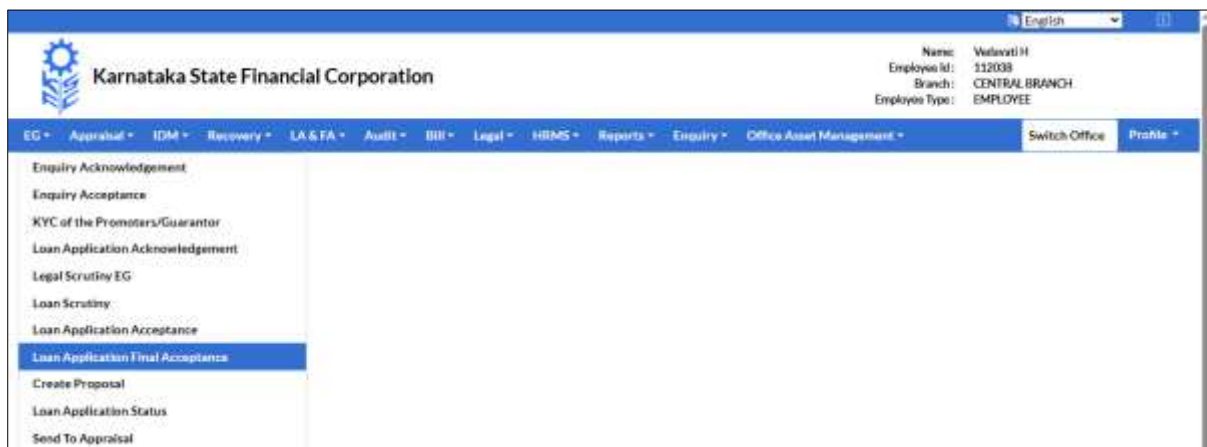 English
Karnataka State Financial Corporation
Name: Vedavati H
Employee Id: 112038
Branch: CENTRAL BRANCH
Employee Type: EMPLOYEE
EG Appraisal IDM Recovery LA & FA Audit Bill Legal HRMS Reports Enquiry Office Asset Management Switch Office Profile
Enquiry Acknowledgement
Enquiry Acceptance
KYC of the Promoters/Guarantor
Loan Application Acknowledgement
Legal Scrutiny EG
Loan Scrutiny
Loan Application Acceptance
Loan Application Final Acceptance
Create Proposal
Loan Application Status
Send To Appraisal